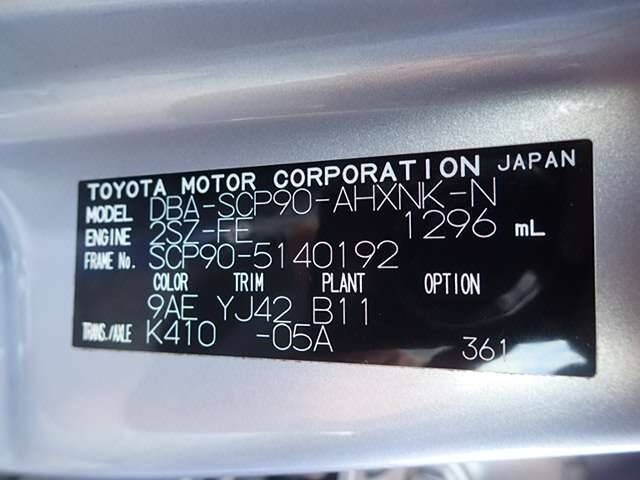 TOYOTA MOTOR CORPORATION JAPAN
MODEL DBA-SCP90-AHXNK-N
ENGINE 2SZ-FE 1296 mL
FRAME No. SCP90-5140192
COLOR TRIM PLANT OPTION
9AE YJ42 B11
TRANS./AXLE K410 -05A
361